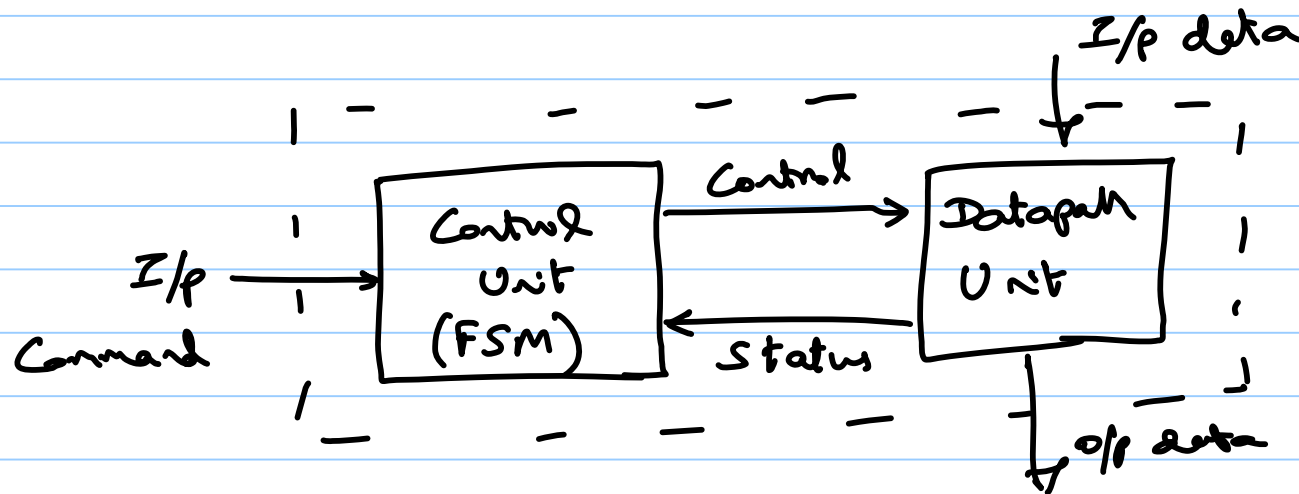 I/p data
Control
Control
Unit
(FSM)
Datapath
Unit
I/p
Command
Status
o/p data